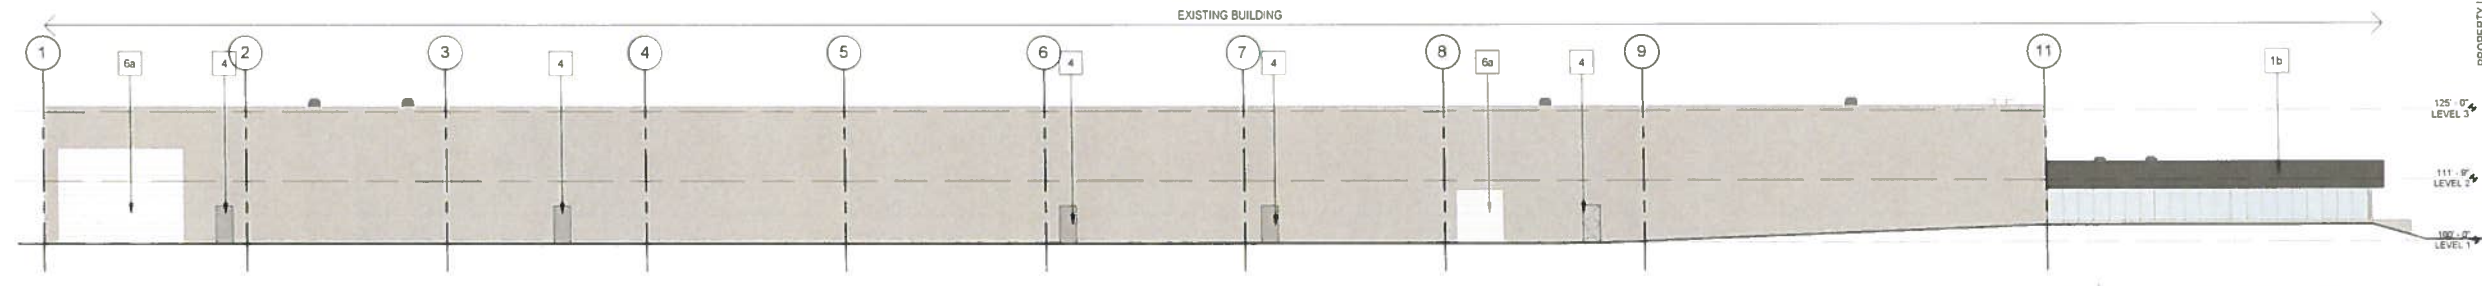 EXISTING BUILDING
1
6a
4
2
3
4
4
5
6
4
7
4
8
6a
4
9
11
1b
125' - 0"
LEVEL 3
111' - 9"
LEVEL 2
100' - 0"
LEVEL 1
PROPERTY